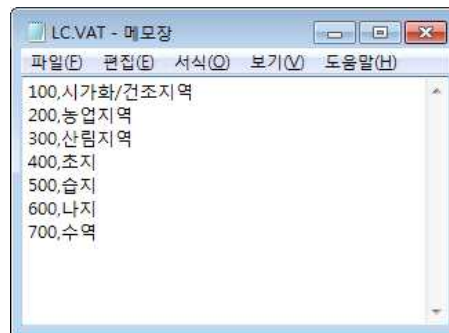 LC.VAT - 메모장
파일(F) 편집(E) 서식(O) 보기(V) 도움말(H)
100,시가화/건조지역
200,농업지역
300,산림지역
400,초지
500,습지
600,나지
700,수역